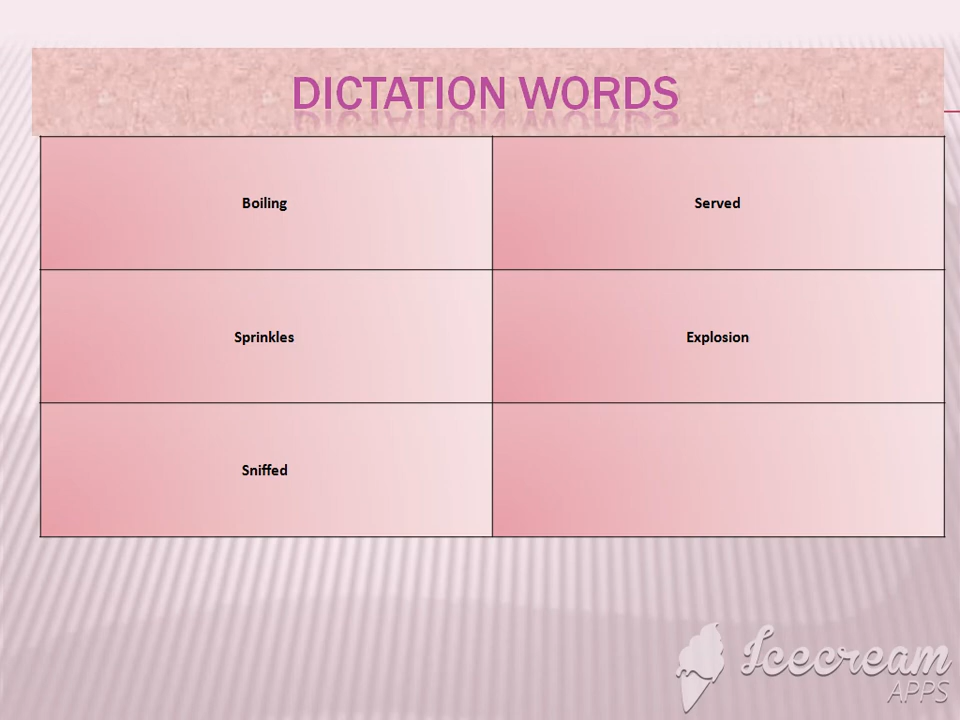 DICTATION WORDS
Boiling
Served
Sprinkles
Explosion
Sniffed
Icecream
APPS